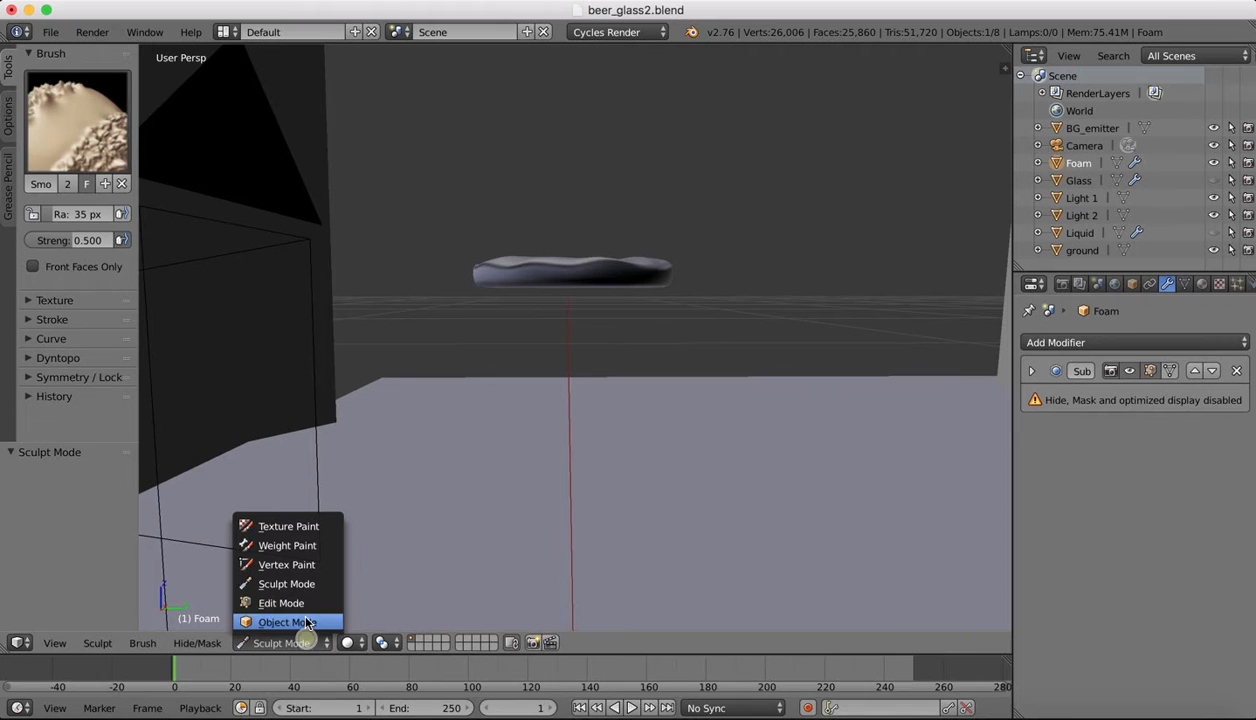 beer_glass2.blend
File Render Window Help Default Scene Cycles Render v2.76 | Verts:26,006 | Faces:25,860 | Tris:51,720 | Objects:1/8 | Lamps:0/0 | Mem:75.41M | Foam
Tools
Options
Grease Pencil
Brush
Smo 2 F
Ra: 35 px
Streng: 0.500
Front Faces Only
Texture
Stroke
Curve
Dyntopo
Symmetry / Lock
History
Sculpt Mode
User Persp
(1) Foam
z
Texture Paint
Weight Paint
Vertex Paint
Sculpt Mode
Edit Mode
Object Mode
View Sculpt Brush Hide/Mask Sculpt Mode
View Search All Scenes
Scene
RenderLayers |
World
BG_emitter |
Camera |
Foam |
Glass |
Light 1 |
Light 2 |
Liquid |
ground |
Foam
Add Modifier
Sub
Hide, Mask and optimized display disabled
-40 -20 0 20 40 60 80 100 120 140 160 180 200 220 240 260 280
View Marker Frame Playback Start: 1 End: 250 1 No Sync